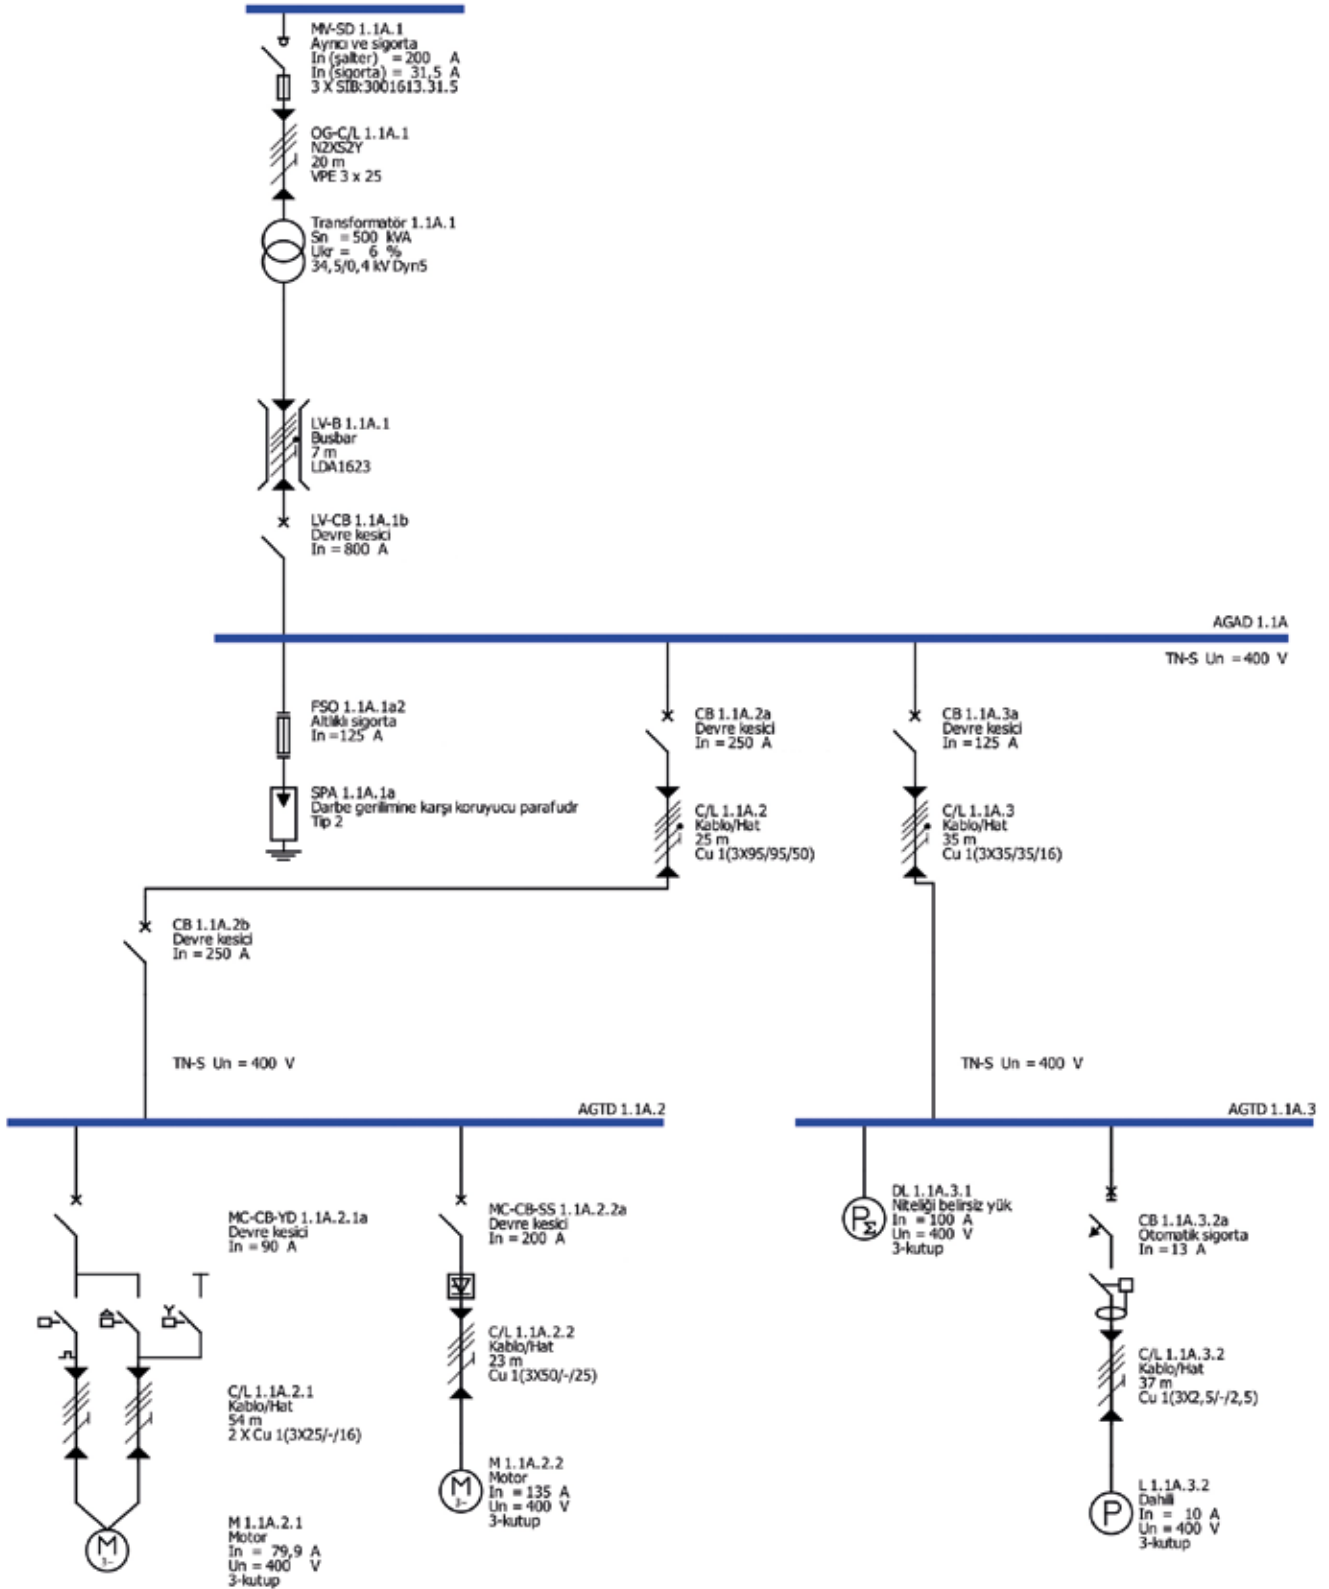 MV-SD 1.1A.1
Ayırıcı ve sigorta
In (şalter) = 200 A
In (sigorta) = 31,5 A
3 X SIB:3001613.31.5
OG-C/L 1.1A.1
N2XS2Y
20 m
VPE 3 x 25
Transformatör 1.1A.1
Sn = 500 kVA
Ukr = 6 %
34,5/0,4 kV Dyn5
LV-B 1.1A.1
Busbar
7 m
LDA1623
LV-CB 1.1A.1b
Devre kesici
In = 800 A
AGAD 1.1A
TN-S Un = 400 V
FSO 1.1A.1a2
Altlıklı sigorta
In = 125 A
SPA 1.1A.1a
Darbe gerilimine karşı koruyucu parafudr
Tip 2
CB 1.1A.2a
Devre kesici
In = 250 A
C/L 1.1A.2
Kablo/Hat
25 m
Cu 1(3X95/95/50)
CB 1.1A.3a
Devre kesici
In = 125 A
C/L 1.1A.3
Kablo/Hat
35 m
Cu 1(3X35/35/16)
CB 1.1A.2b
Devre kesici
In = 250 A
TN-S Un = 400 V
TN-S Un = 400 V
AGTD 1.1A.2
AGTD 1.1A.3
MC-CB-YD 1.1A.2.1a
Devre kesici
In = 90 A
Y
C/L 1.1A.2.1
Kablo/Hat
54 m
2 X Cu 1(3X25/-/16)
M
3~
M 1.1A.2.1
Motor
In = 79,9 A
Un = 400 V
3-kutup
MC-CB-SS 1.1A.2.2a
Devre kesici
In = 200 A
C/L 1.1A.2.2
Kablo/Hat
23 m
Cu 1(3X50/-/25)
M
3~
M 1.1A.2.2
Motor
In = 135 A
Un = 400 V
3-kutup
PΣ
DL 1.1A.3.1
Niteliği belirsiz yük
In = 100 A
Un = 400 V
3-kutup
CB 1.1A.3.2a
Otomatik sigorta
In = 13 A
C/L 1.1A.3.2
Kablo/Hat
37 m
Cu 1(3X2,5/-/2,5)
P
L 1.1A.3.2
Dahili
In = 10 A
Un = 400 V
3-kutup